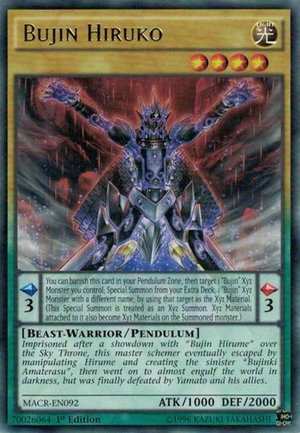 BUJIN HIRUKO
LIGHT
光
You can banish this card in your Pendulum Zone, then target 1 "Bujin" Xyz
Monster you control; Special Summon from your Extra Deck, 1 "Bujin" Xyz
Monster with a different name, by using that target as the Xyz Material.
(This Special Summon is treated as an Xyz Summon. Xyz Materials
attached to it also become Xyz Materials on the Summoned monster.)
3
3
[BEAST-WARRIOR / PENDULUM]
Imprisoned after a showdown with "Bujin Hirume" over
the Sky Throne, this master schemer eventually escaped by
manipulating Hirume and creating the sinister "Bujinki
Amaterasu", then went on to almost engulf the world in
darkness, but was finally defeated by Yamato and his allies.
MACR-EN092
ATK/1000 DEF/2000
70026064 1st Edition
©1996 KAZUKI TAKAHASHI